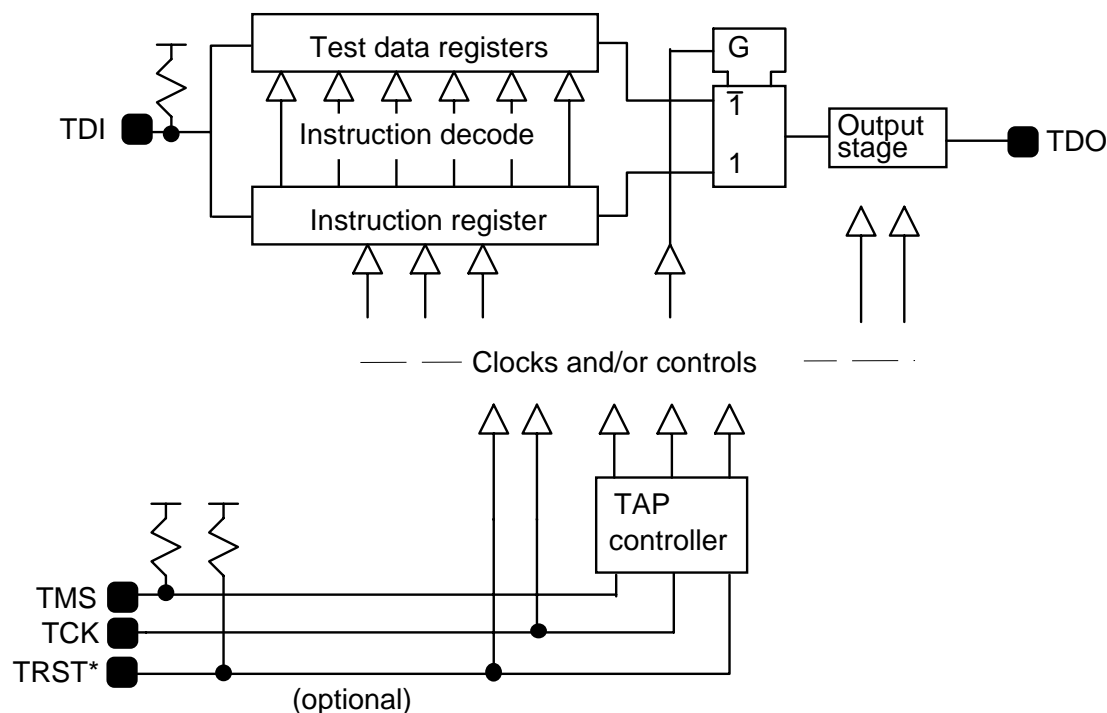 Test data registers
G
TDI
Instruction decode
1̅
Output
stage
TDO
1
Instruction register
Clocks and/or controls
TAP
controller
TMS
TCK
TRST*
(optional)